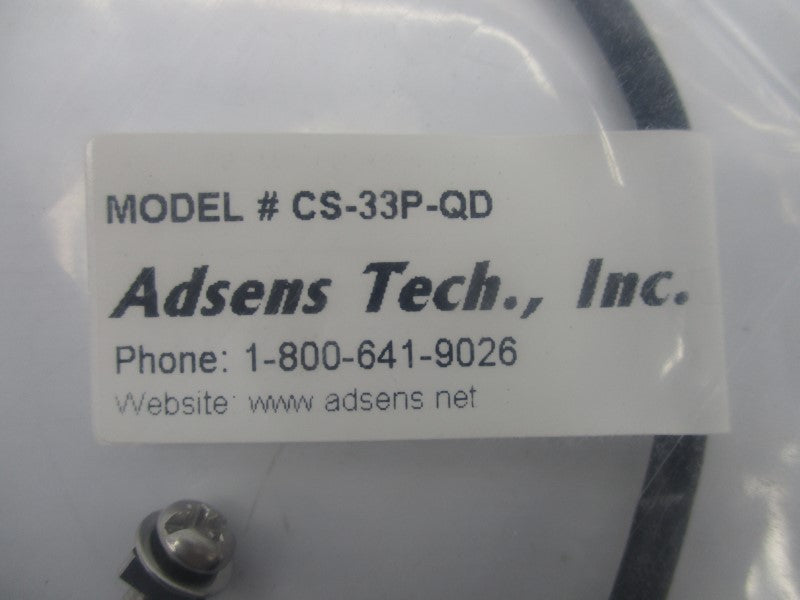 MODEL # CS-33P-QD
Adsens Tech., Inc.
Phone: 1-800-641-9026
Website: www.adsens.net